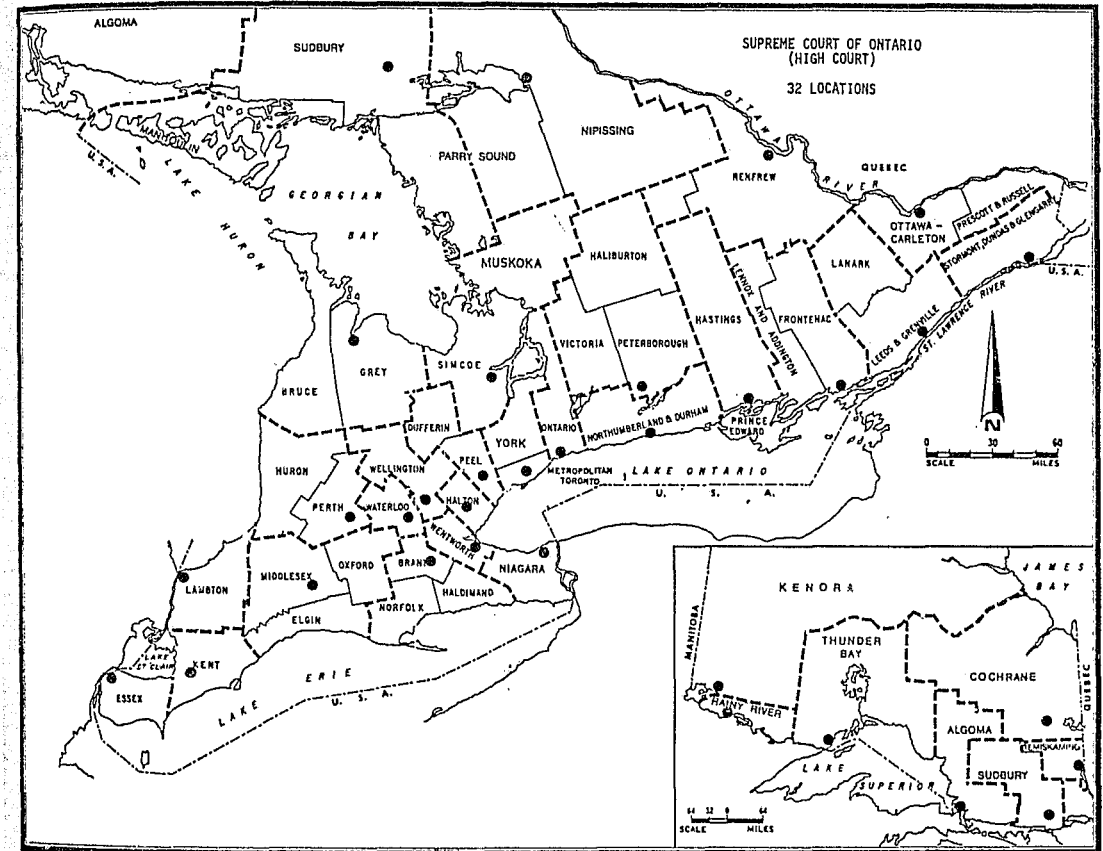 ALGOMA
SUDBURY
SUPREME COURT OF ONTARIO
(HIGH COURT)
32 LOCATIONS
OTTAWA RIVER
MANITOULIN
U.S.A.
LAKE HURON
GEORGIAN BAY
PARRY SOUND
NIPISSING
RENFREW
QUEBEC
OTTAWA-
CARLETON
PRESCOTT & RUSSELL
STORMONT, DUNDAS & GLENGARRY
U.S.A.
MUSKOKA
HALIBURTON
LANARK
LENNOX AND ADDINGTON
FRONTENAC
HASTINGS
LEEDS & GRENVILLE
ST. LAWRENCE RIVER
VICTORIA
PETERBOROUGH
SIMCOE
GREY
BRUCE
DUFFERIN
YORK
ONTARIO
NORTHUMBERLAND & DURHAM
PRINCE
EDWARD
N
0 30 60
SCALE MILES
HURON
WELLINGTON
PEEL
METROPOLITAN
TORONTO
LAKE ONTARIO
U. S. A.
PERTH
WATERLOO
HALTON
WENTWORTH
LAMBTON
MIDDLESEX
OXFORD
BRANT
NIAGARA
HALDIMAND
NORFOLK
ELGIN
LAKE
ST CLAIR
KENT
ESSEX
LAKE ERIE
U. S. A.
KENORA
JAMES
BAY
MANITOBA
THUNDER
BAY
COCHRANE
QUEBEC
RAINY RIVER
ALGOMA
TEMISKAMING
SUDBURY
LAKE SUPERIOR
64 32 0 64
SCALE MILES